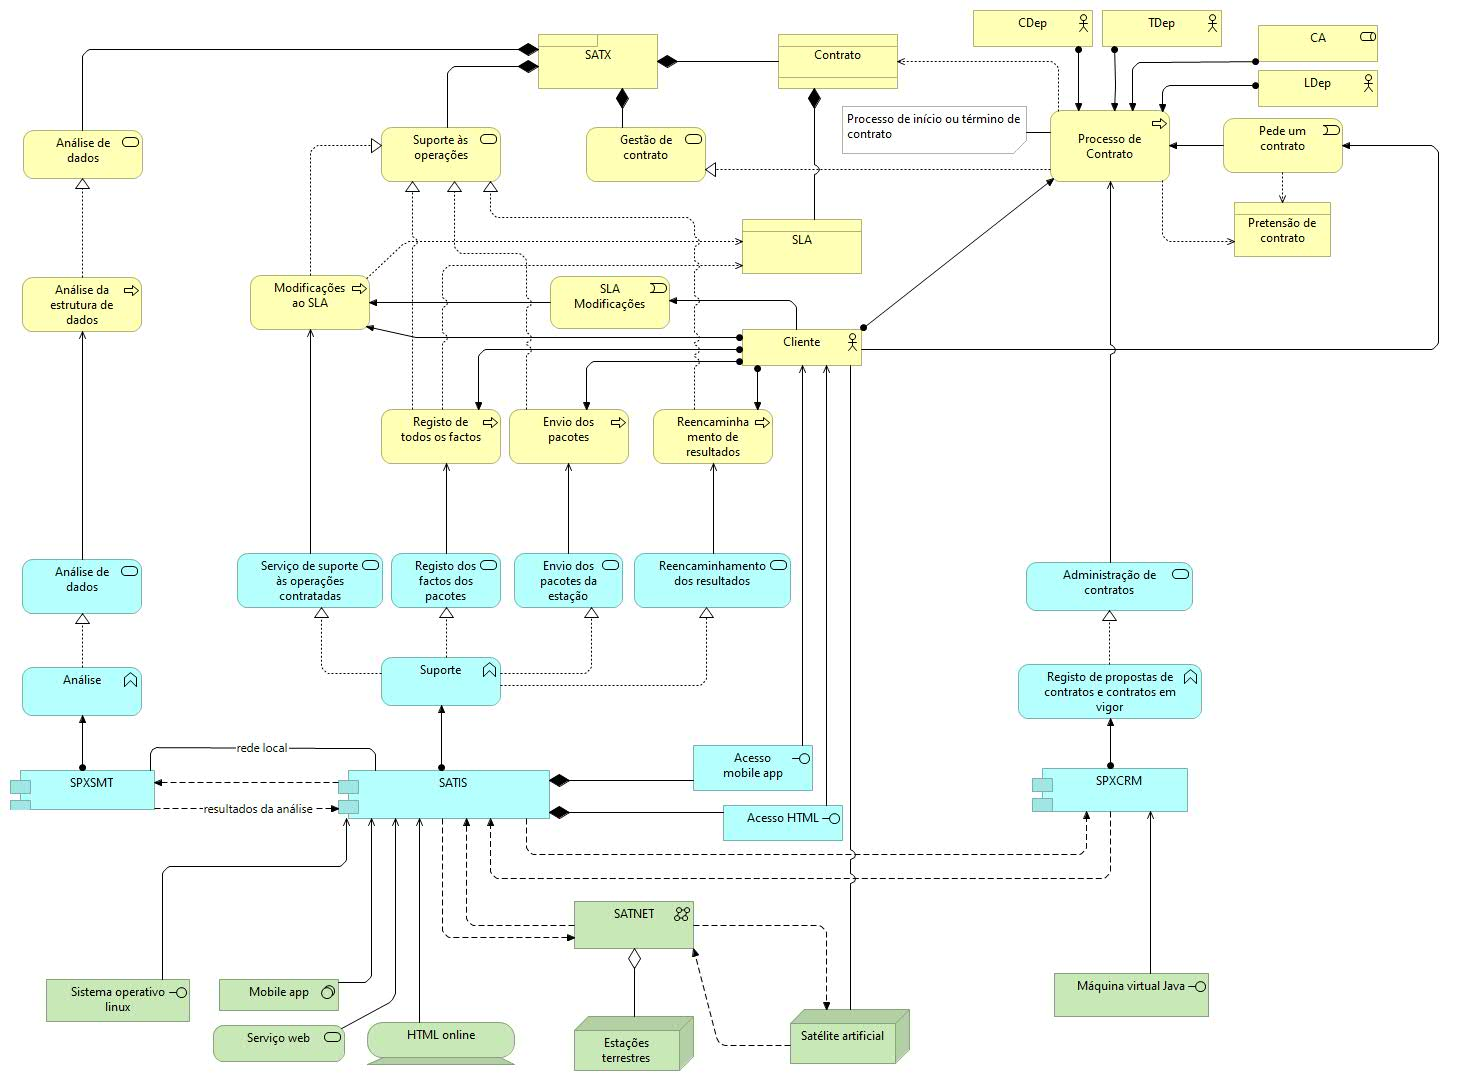 CDep
TDep
CA
SATX
Contrato
LDep
Processo de início ou término de
contrato
Análise de
dados
Suporte às
operações
Gestão de
contrato
Processo de
Contrato
Pede um
contrato
Pretensão de
contrato
SLA
Análise da
estrutura de
dados
Modificações
ao SLA
SLA
Modificações
Cliente
Registo de
todos os factos
Envio dos
pacotes
Reencaminha
mento de
resultados
Análise de
dados
Serviço de suporte
às operações
contratadas
Registo dos
factos dos
pacotes
Envio dos
pacotes da
estação
Reencaminhamento
dos resultados
Administração de
contratos
Análise
Suporte
Registo de propostas de
contratos e contratos em
vigor
rede local
Acesso
mobile app
SPXSMT
SATIS
SPXCRM
resultados da análise
Acesso HTML
SATNET
Sistema operativo
linux
Mobile app
Máquina virtual Java
Serviço web
HTML online
Estações
terrestres
Satélite artificial